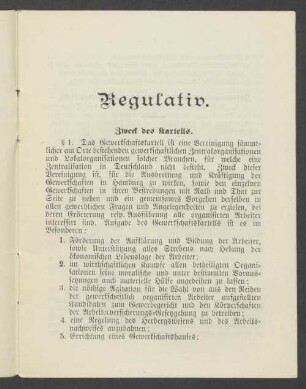 Regulativ.
Zweck des Kartells.
§ 1. Das Gewerkschaftskartell ist eine Vereinigung sämmt-
licher am Orte bestehenden gewerkschaftlichen Zentralorganisationen
und Lokalorganisationen solcher Branchen, für welche eine
Zentralisation in Deutschland nicht besteht. Zweck dieser
Vereinigung ist, für die Ausbreitung und Kräftigung der
Gewerkschaften in Hamburg zu wirken, sowie den einzelnen
Gewerkschaften in ihren Bestrebungen mit Rath und That zur
Seite zu stehen und ein gemeinsames Vorgehen derselben in
allen gewerblichen Fragen und Angelegenheiten zu erzielen, bei
deren Erörterung resp. Ausführung alle organisirten Arbeiter
interessirt sind. Aufgabe des Gewerkschaftskartells ist es im
Besonderen:
1. Förderung der Aufklärung und Bildung der Arbeiter,
sowie Unterstützung alles Strebens nach Hebung der
ökonomischen Lebenslage der Arbeiter;
2. im wirthschaftlichen Kampfe allen betheiligten Organi-
sationen seine moralische und unter bestimmten Voraus-
setzungen auch materielle Hülfe angedeihen zu lassen;
3. die nöthige Agitation für die Wahl von aus den Reihen
der gewerkschaftlich organisirten Arbeiter aufgestellten
Kandidaten zum Gewerbegericht und den Körperschaften
der Arbeiterversicherungs-Gesetzgebung zu betreiben;
4. eine Regelung des Herbergswesens und des Arbeits-
nachweises anzubahnen;
5. Errichtung eines Gewerkschaftshauses;